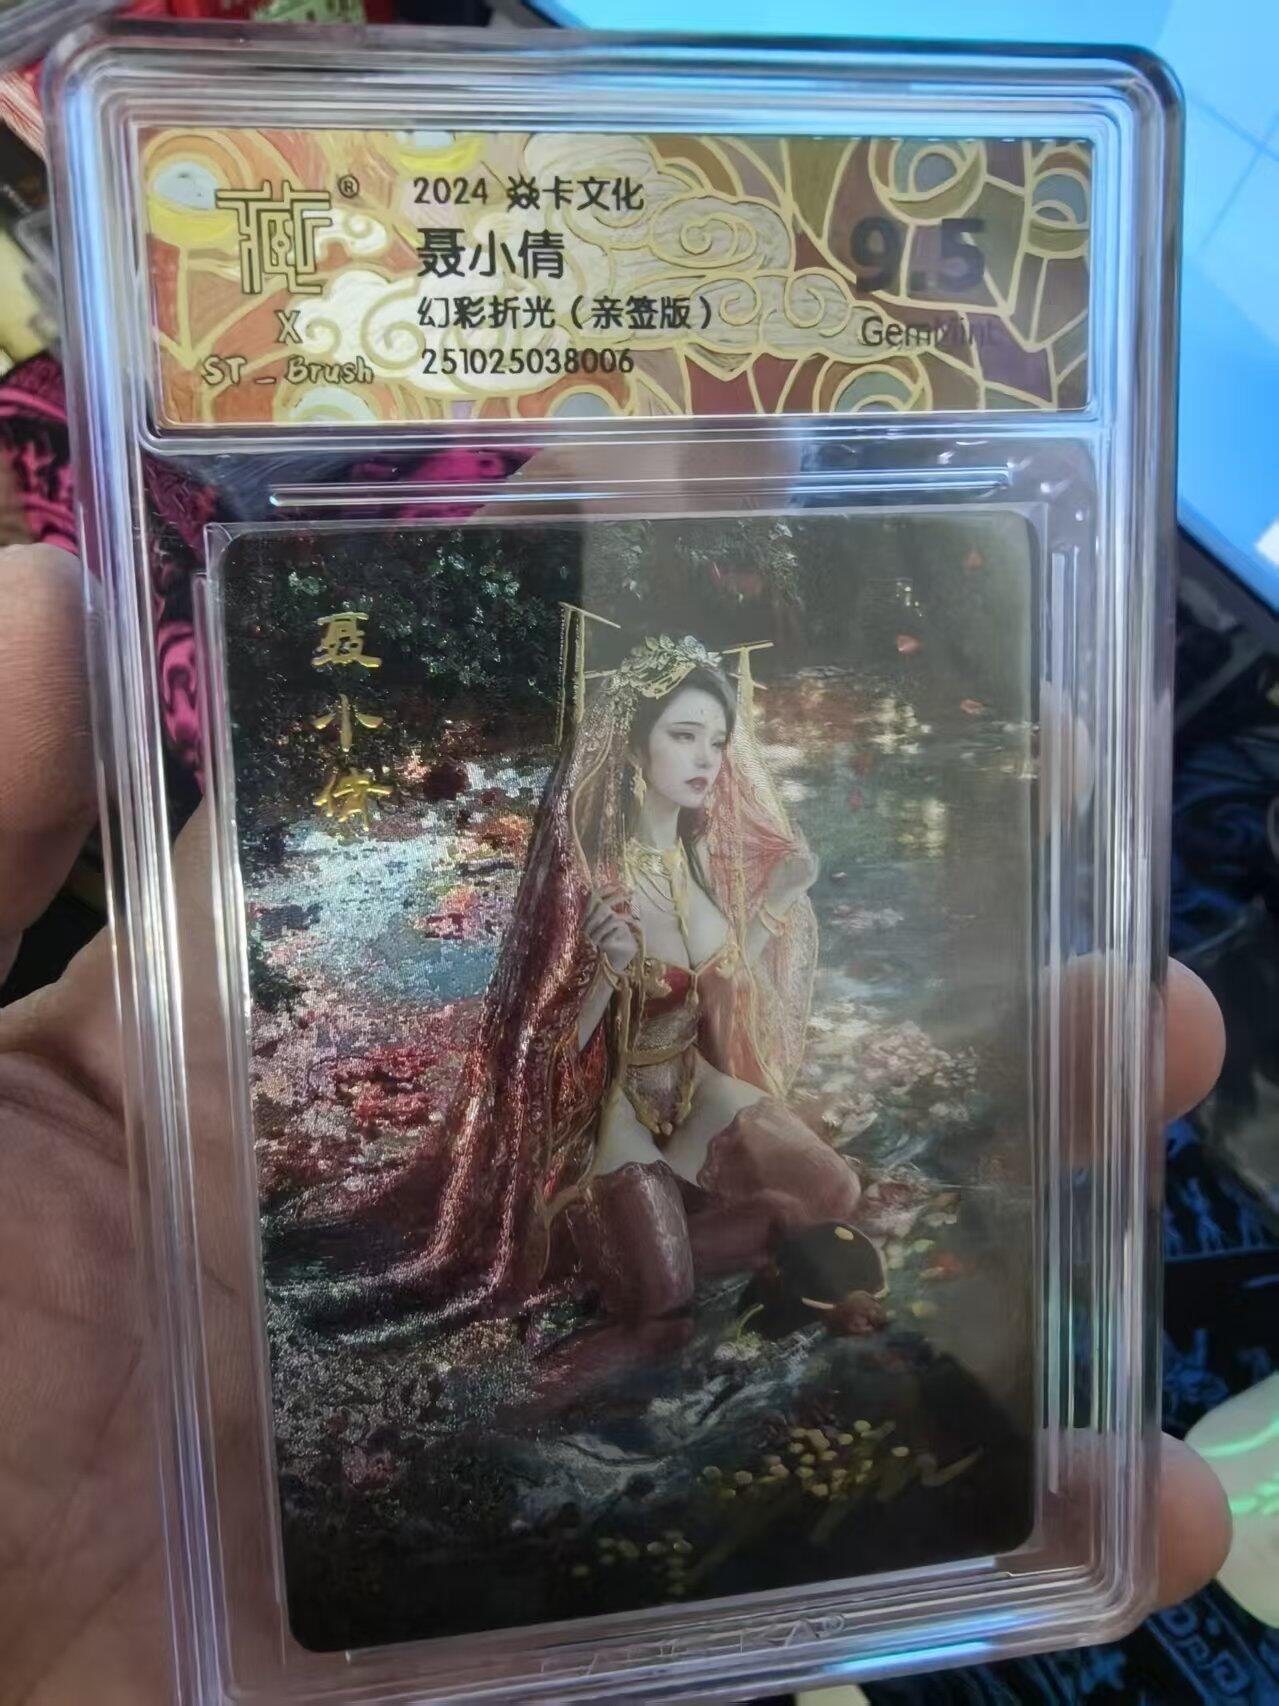 藏®
X
ST_Brush
2024 焱卡文化
聂小倩
幻彩折光（亲签版）
251025038006
9.5
GemMint
聂小倩